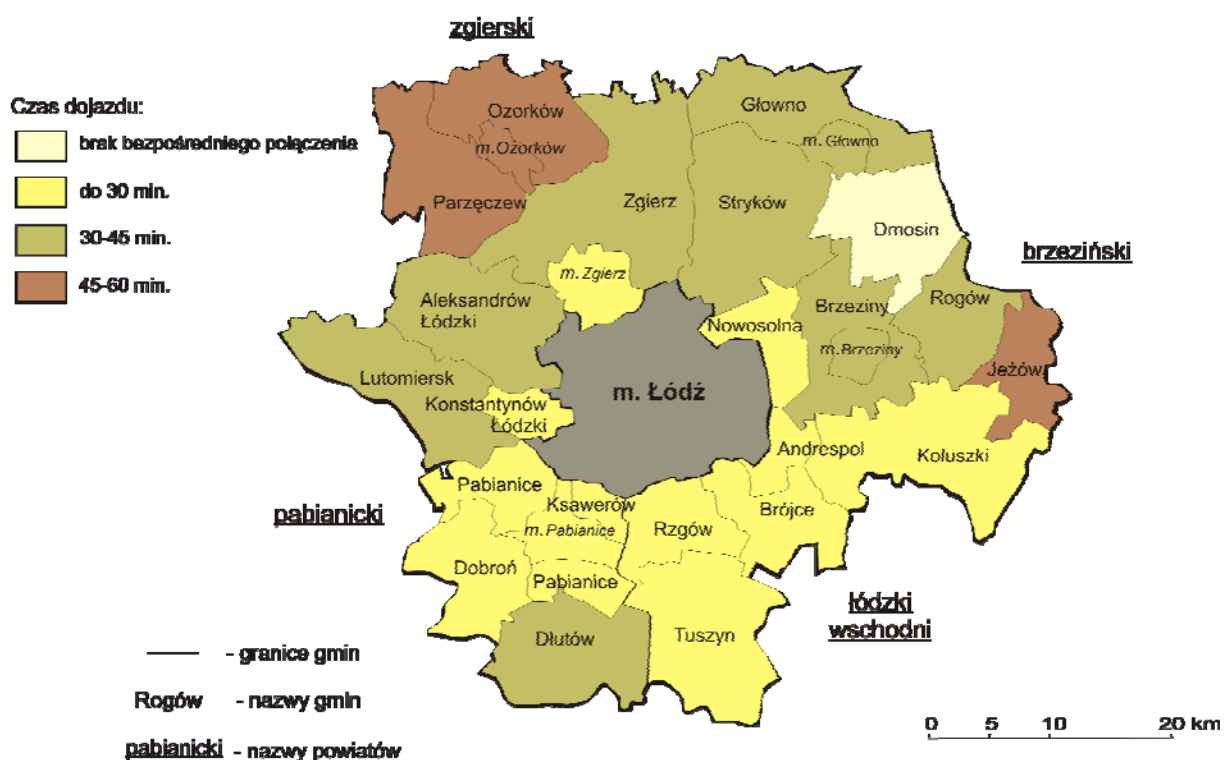 zgierski
Czas dojazdu:
brak bezpośredniego połączenia
do 30 min.
30-45 min.
45-60 min.
Ozorków
m. Ozorków
Parzęczew
Głowno
m. Głowno
Zgierz
Stryków
Dmosin
brzeziński
m. Zgierz
Aleksandrów
Łódzki
Nowosolna
Brzeziny
Rogów
m. Brzeziny
Jeżów
Lutomiersk
Konstantynów
Łódzki
m. Łódź
Andrespol
Koluszki
pabianicki
Pabianice
Ksawerów
m. Pabianice
Rzgów
Brójce
Dobroń
Pabianice
łódzki
wschodni
Dłutów
Tuszyn
- granice gmin
Rogów - nazwy gmin
pabianicki - nazwy powiatów
0 5 10 20 km